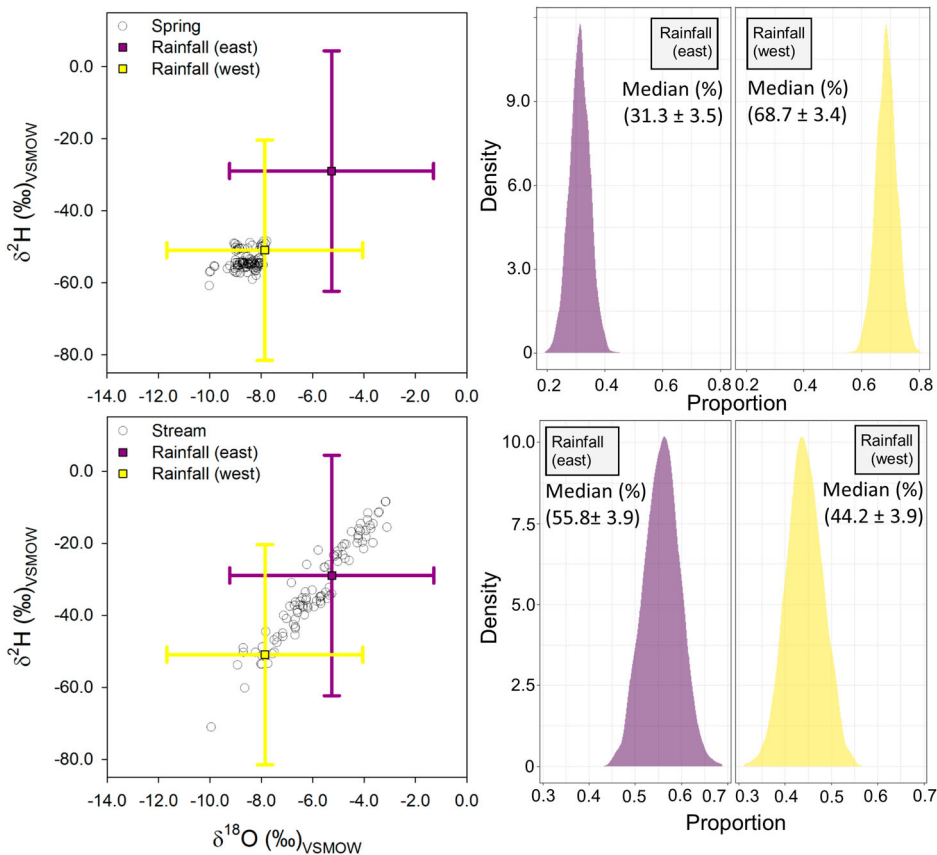 Spring
Rainfall (east)
Rainfall (west)
0.0
-20.0
-40.0
-60.0
-80.0
δ²H (‰)VSMOW
-14.0 -12.0 -10.0 -8.0 -6.0 -4.0 -2.0 0.0
Rainfall
(east)
Median (%)
(31.3 ± 3.5)
Rainfall
(west)
Median (%)
(68.7 ± 3.4)
9.0
6.0
3.0
0
Density
0.2 0.4 0.6 0.8 0.2 0.4 0.6 0.8
Proportion
Stream
Rainfall (east)
Rainfall (west)
0.0
-20.0
-40.0
-60.0
-80.0
δ²H (‰)VSMOW
-14.0 -12.0 -10.0 -8.0 -6.0 -4.0 -2.0 0.0
δ¹⁸O (‰)VSMOW
Rainfall
(east)
Median (%)
(55.8± 3.9)
Rainfall
(west)
Median (%)
(44.2 ± 3.9)
10.0
7.5
5.0
2.5
0
Density
0.3 0.4 0.5 0.6 0.7 0.3 0.4 0.5 0.6 0.7
Proportion